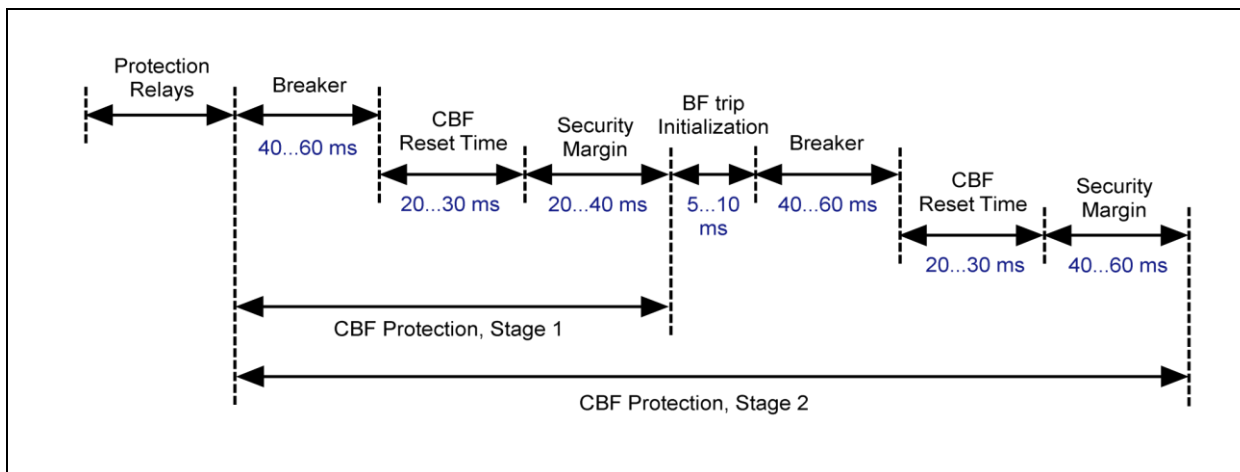 Protection
Relays
Breaker
40...60 ms
CBF
Reset Time
20...30 ms
Security
Margin
20...40 ms
BF trip
Initialization
5...10
ms
Breaker
40...60 ms
CBF
Reset Time
20...30 ms
Security
Margin
40...60 ms
CBF Protection, Stage 1
CBF Protection, Stage 2